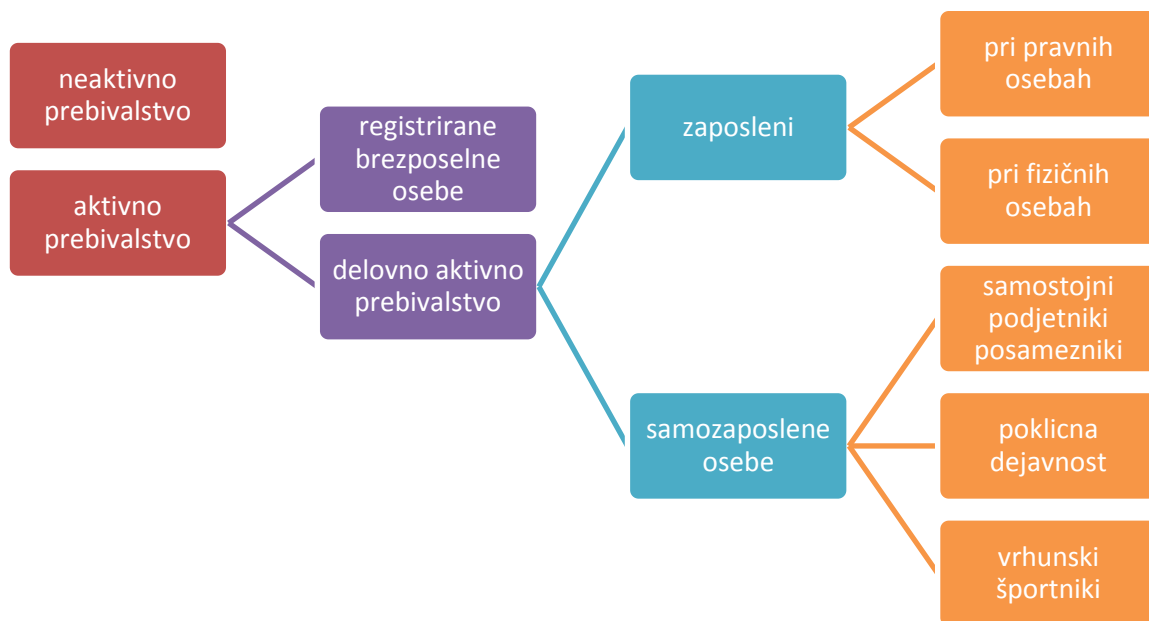 neaktivno
prebivalstvo
aktivno
prebivalstvo
registrirane
brezposelne
osebe
delovno aktivno
prebivalstvo
zaposleni
samozaposlene
osebe
pri pravnih
osebah
pri fizičnih
osebah
samostojni
podjetniki
posamezniki
poklicna
dejavnost
vrhunski
športniki